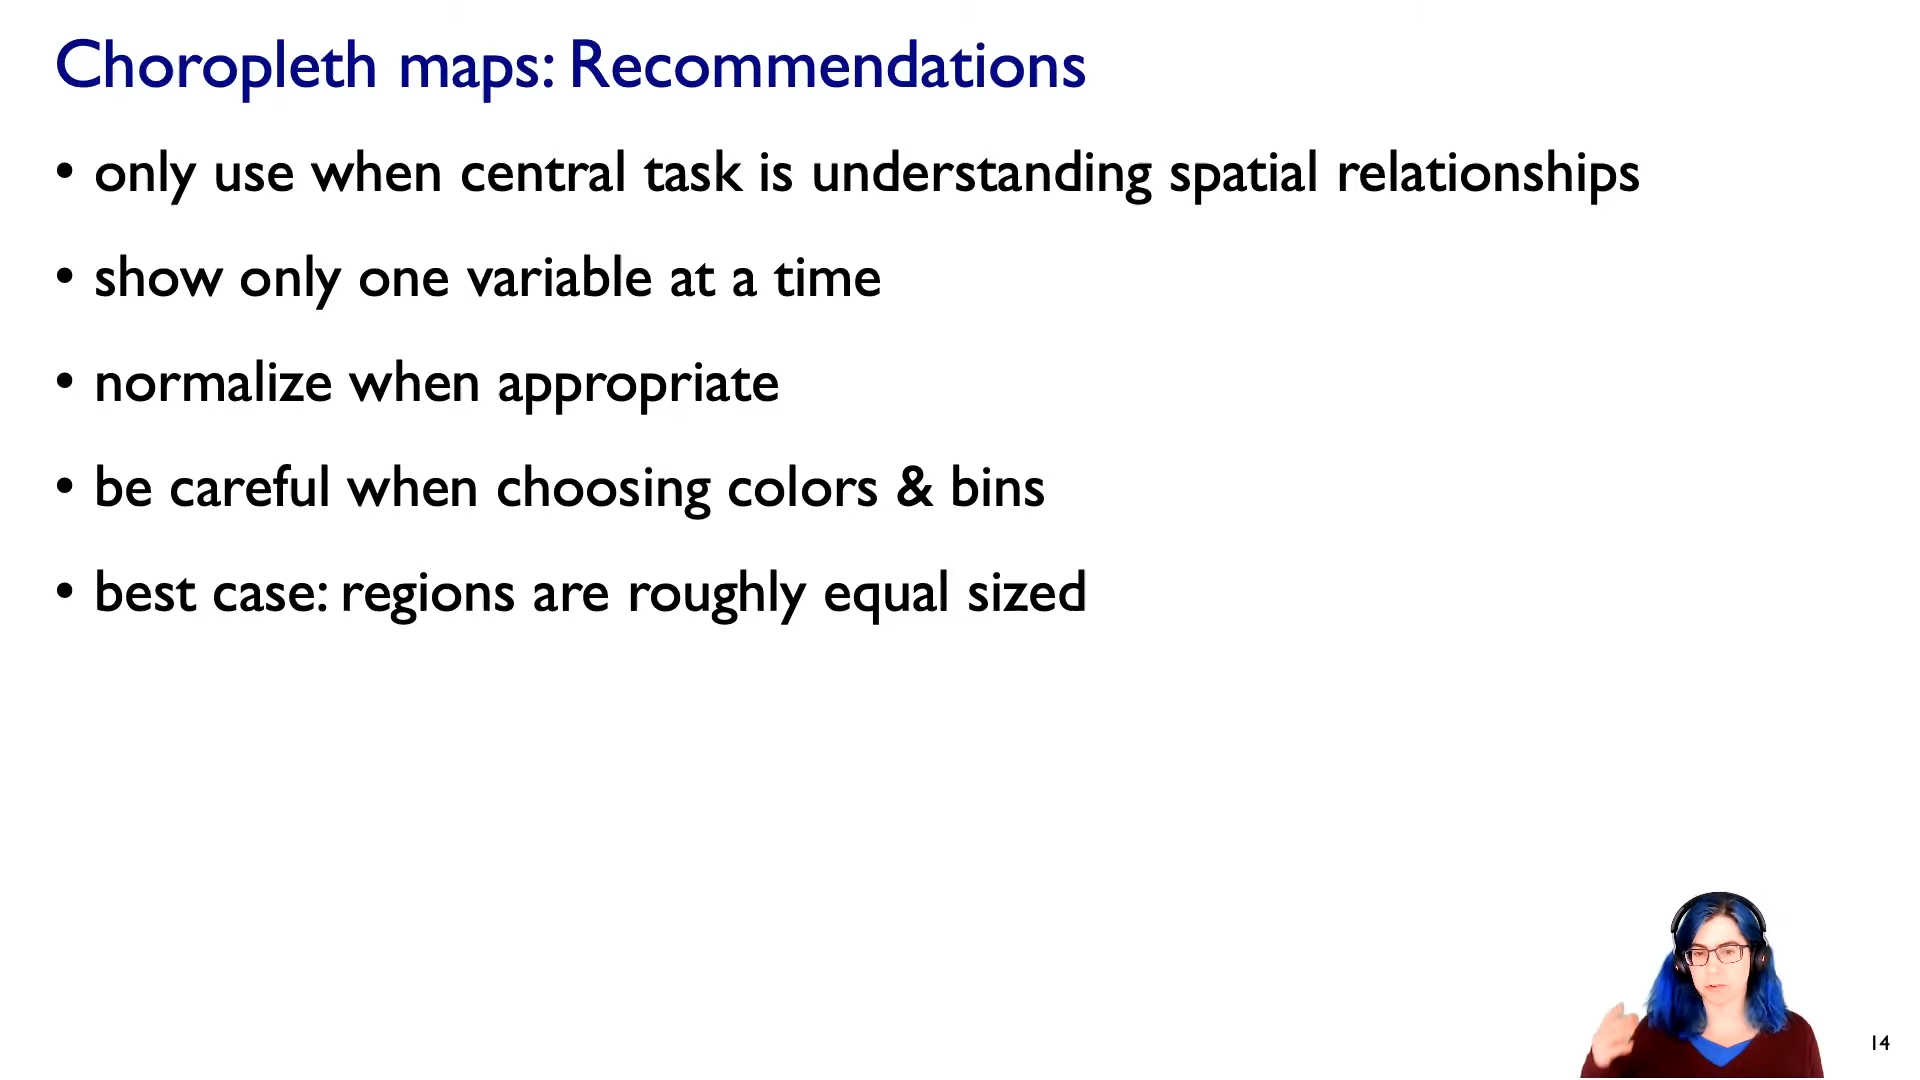 Choropleth maps: Recommendations
• only use when central task is understanding spatial relationships
• show only one variable at a time
• normalize when appropriate
• be careful when choosing colors & bins
• best case: regions are roughly equal sized
14